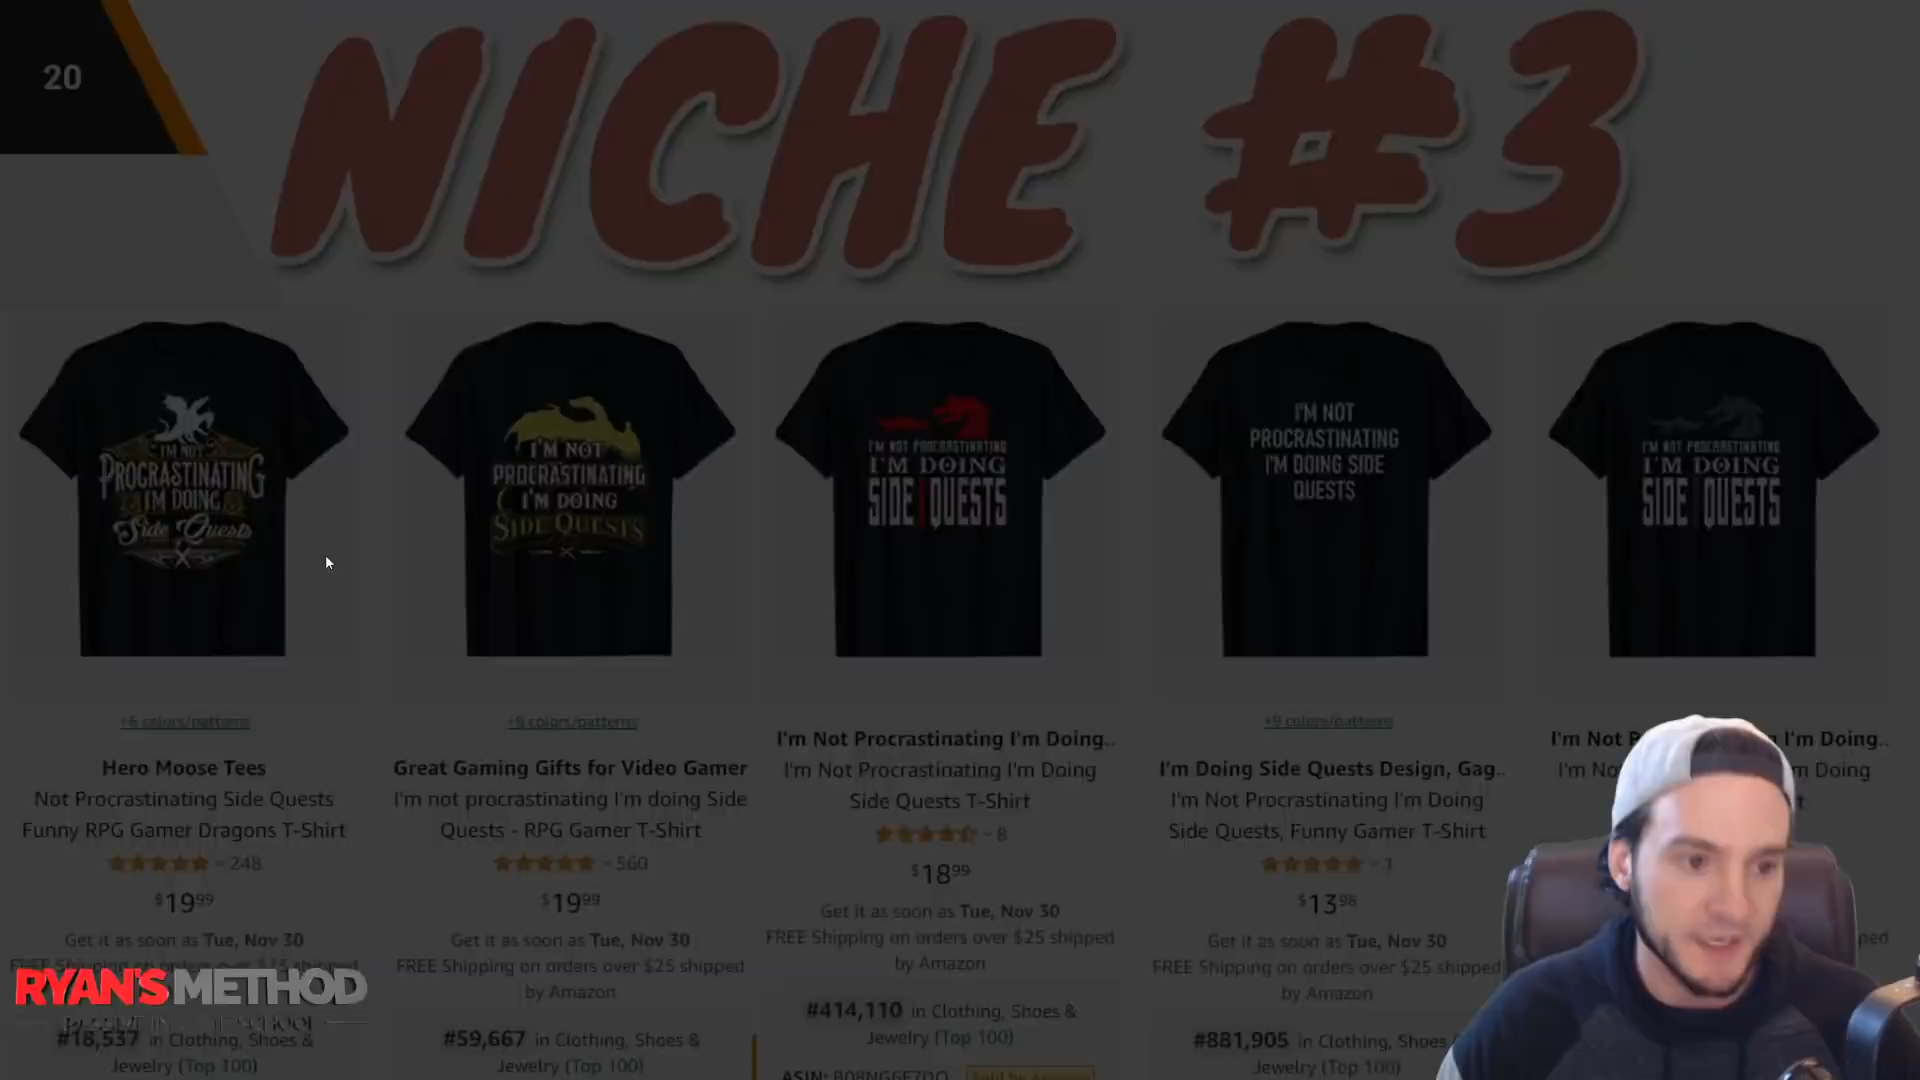 20
NICHE #3
I'M NOT
PROCRASTINATING
I'M DOING
Side Quests
I'M NOT
PROCRASTINATING
I'M DOING
SIDE QUESTS
I'M NOT PROCRASTINATING
I'M DOING
SIDE QUESTS
I'M NOT
PROCRASTINATING
I'M DOING SIDE
QUESTS
I'M NOT PROCRASTINATING
I'M DOING
SIDE QUESTS
+6 colors/patterns
Hero Moose Tees
Not Procrastinating Side Quests
Funny RPG Gamer Dragons T-Shirt
- 248
$19.99
Get it as soon as Tue, Nov 30
#18,537 in Clothing, Shoes &
Jewelry (Top 100)
+8 colors/patterns
Great Gaming Gifts for Video Gamer
I'm not procrastinating I'm doing Side
Quests - RPG Gamer T-Shirt
- 560
$19.99
Get it as soon as Tue, Nov 30
FREE Shipping on orders over $25 shipped
by Amazon
#59,667 in Clothing, Shoes &
Jewelry (Top 100)
I'm Not Procrastinating I'm Doing..
I'm Not Procrastinating I'm Doing
Side Quests T-Shirt
- 8
$18.99
Get it as soon as Tue, Nov 30
FREE Shipping on orders over $25 shipped
by Amazon
#414,110 in Clothing, Shoes &
Jewelry (Top 100)
ASIN:
+9 colors/patterns
I'm Doing Side Quests Design, Gag..
I'm Not Procrastinating I'm Doing
Side Quests, Funny Gamer T-Shirt
- 1
$13.98
Get it as soon as Tue, Nov 30
FREE Shipping on orders over $25 shipped
by Amazon
#881,905 in Clothing, Shoes
Jewelry (Top 100)
I'm Not I'm Doing..
I'm No m Doing
RYAN'S METHOD